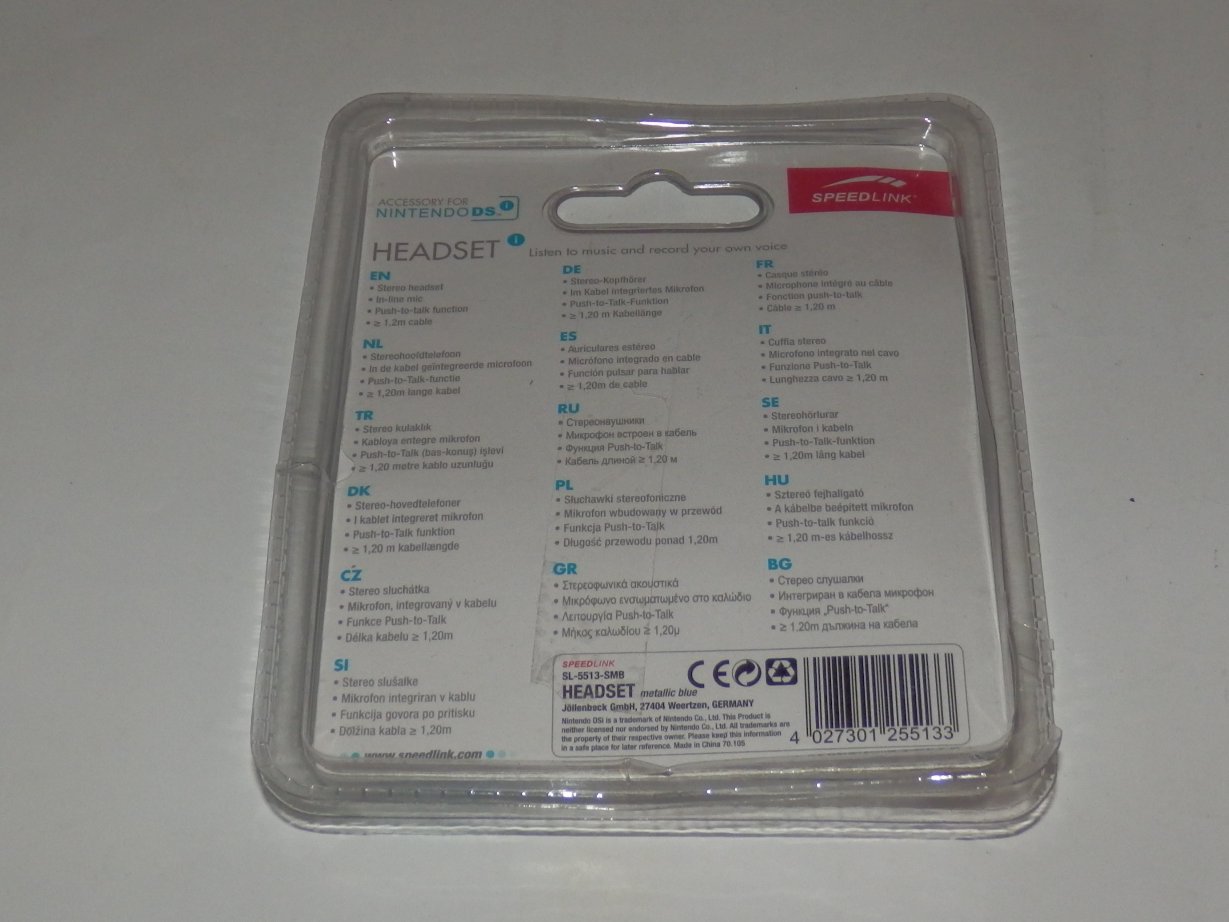 ACCESSORY FOR
NINTENDO DS i
SPEEDLINK
HEADSET i Listen to music and record your own voice
EN
• Stereo headset
• In-line mic
• Push-to-talk function
• ≥ 1.2m cable
DE
• Stereo-Kopfhörer
• Im Kabel integriertes Mikrofon
• Push-to-Talk-Funktion
• ≥ 1,20 m Kabellänge
FR
• Casque stéréo
• Microphone intégré au câble
• Fonction push-to-talk
• Câble ≥ 1,20 m
NL
• Stereohoofdtelefoon
• In de kabel geïntegreerde microfoon
• Push-to-Talk-functie
• ≥ 1,20m lange kabel
ES
• Auriculares estéreo
• Micrófono integrado en cable
• Función pulsar para hablar
• ≥ 1,20m de cable
IT
• Cuffia stereo
• Microfono integrato nel cavo
• Funzione Push-to-Talk
• Lunghezza cavo ≥ 1,20 m
TR
• Stereo kulaklık
• Kabloya entegre mikrofon
• Push-to-Talk (bas-konuş) işlevi
• ≥ 1,20 metre kablo uzunluğu
RU
• Стереонаушники
• Микрофон встроен в кабель
• Функция Push-to-Talk
• Кабель длиной ≥ 1,20 м
SE
• Stereohörlurar
• Mikrofon i kabeln
• Push-to-Talk-funktion
• ≥ 1,20m lång kabel
DK
• Stereo-hovedtelefoner
• I kablet integreret mikrofon
• Push-to-Talk funktion
• ≥ 1,20 m kabellængde
PL
• Słuchawki stereofoniczne
• Mikrofon wbudowany w przewód
• Funkcja Push-to-Talk
• Długość przewodu ponad 1,20m
HU
• Sztereó fejhallgató
• A kábelbe beépített mikrofon
• Push-to-talk funkció
• ≥ 1,20 m-es kábelhossz
CZ
• Stereo sluchátka
• Mikrofon, integrovaný v kabelu
• Funkce Push-to-Talk
• Délka kabelu ≥ 1,20m
GR
• Στερεοφωνικά ακουστικά
• Μικρόφωνο ενσωματωμένο στο καλώδιο
• Λειτουργία Push-to-Talk
• Μήκος καλωδίου ≥ 1,20μ
BG
• Стерео слушалки
• Интегриран в кабела микрофон
• Функция „Push-to-Talk“
• ≥ 1.20m дължина на кабела
SI
• Stereo slušalke
• Mikrofon integriran v kablu
• Funkcija govora po pritisku
• Dolžina kabla ≥ 1,20m
www.speedlink.com
SPEEDLINK
SL-5513-SMB
HEADSET metallic blue
Jöllenbeck GmbH, 27404 Weertzen, GERMANY
Nintendo DSi is a trademark of Nintendo Co., Ltd. This Product is
neither licensed nor endorsed by Nintendo Co., Ltd. All trademarks are
the property of their respective owner. Please keep this information
in a safe place for later reference. Made in China 70.105
CE
4 027301 255133